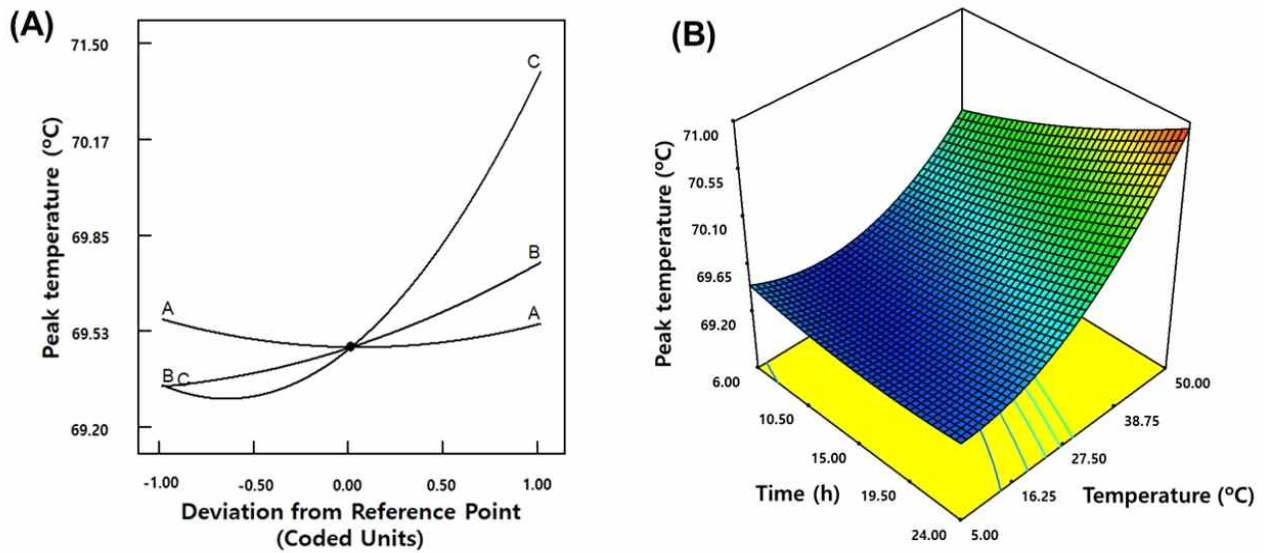 (A)
Peak temperature (ºC)
71.50
70.17
69.85
69.53
69.20
A
B
C
C
B
A
-1.00
-0.50
0.00
0.50
1.00
Deviation from Reference Point
(Coded Units)
(B)
Peak temperature (ºC)
71.00
70.55
70.10
69.65
69.20
6.00
10.50
15.00
19.50
24.00
Time (h)
5.00
16.25
27.50
38.75
50.00
Temperature (ºC)